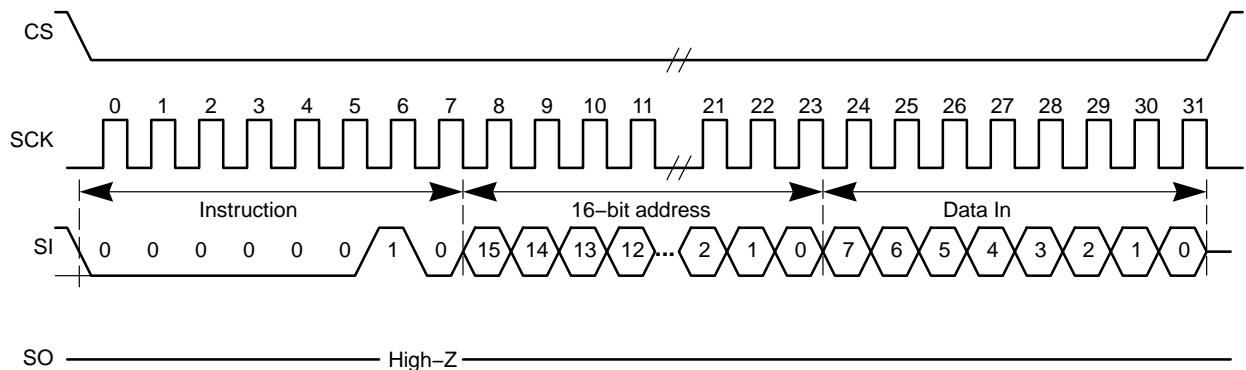 CS
0 1 2 3 4 5 6 7 8 9 10 11 21 22 23 24 25 26 27 28 29 30 31
SCK
Instruction 16−bit address Data In
SI 0 0 0 0 0 0 1 0 15 14 13 12 ... 2 1 0 7 6 5 4 3 2 1 0
SO High−Z